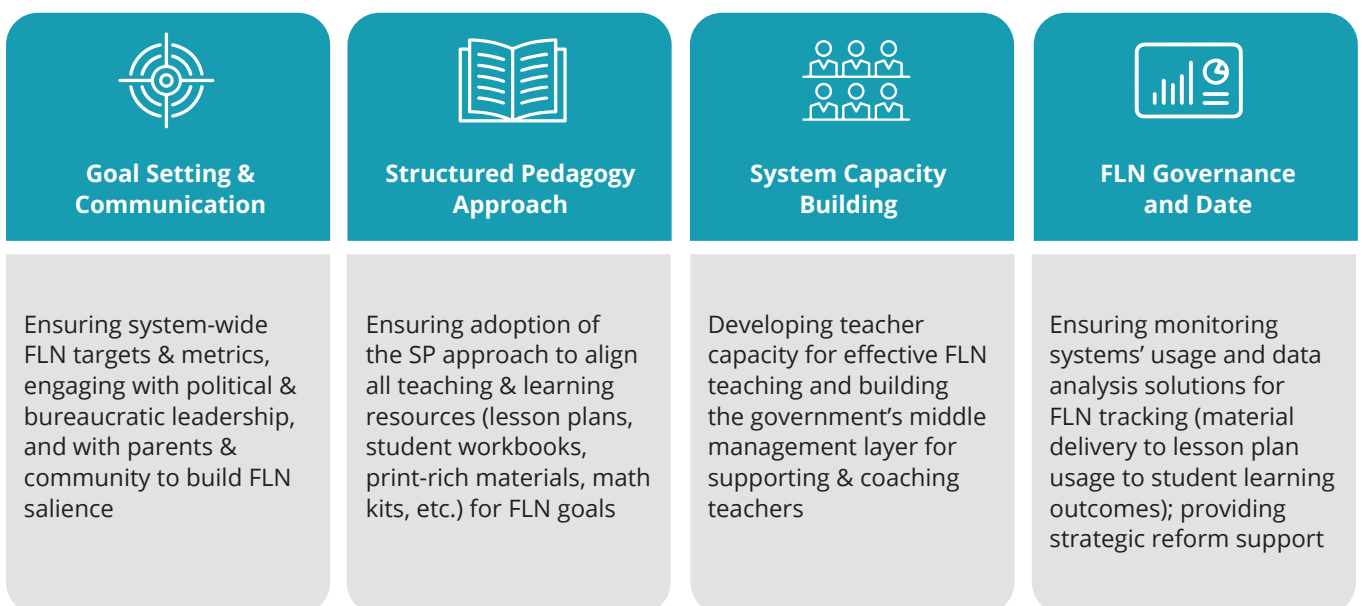 Goal Setting &
Communication
Ensuring system-wide
FLN targets & metrics,
engaging with political &
bureaucratic leadership,
and with parents &
community to build FLN
salience
Structured Pedagogy
Approach
Ensuring adoption of
the SP approach to align
all teaching & learning
resources (lesson plans,
student workbooks,
print-rich materials, math
kits, etc.) for FLN goals
System Capacity
Building
Developing teacher
capacity for effective FLN
teaching and building
the government’s middle
management layer for
supporting & coaching
teachers
FLN Governance
and Date
Ensuring monitoring
systems’ usage and data
analysis solutions for
FLN tracking (material
delivery to lesson plan
usage to student learning
outcomes); providing
strategic reform support